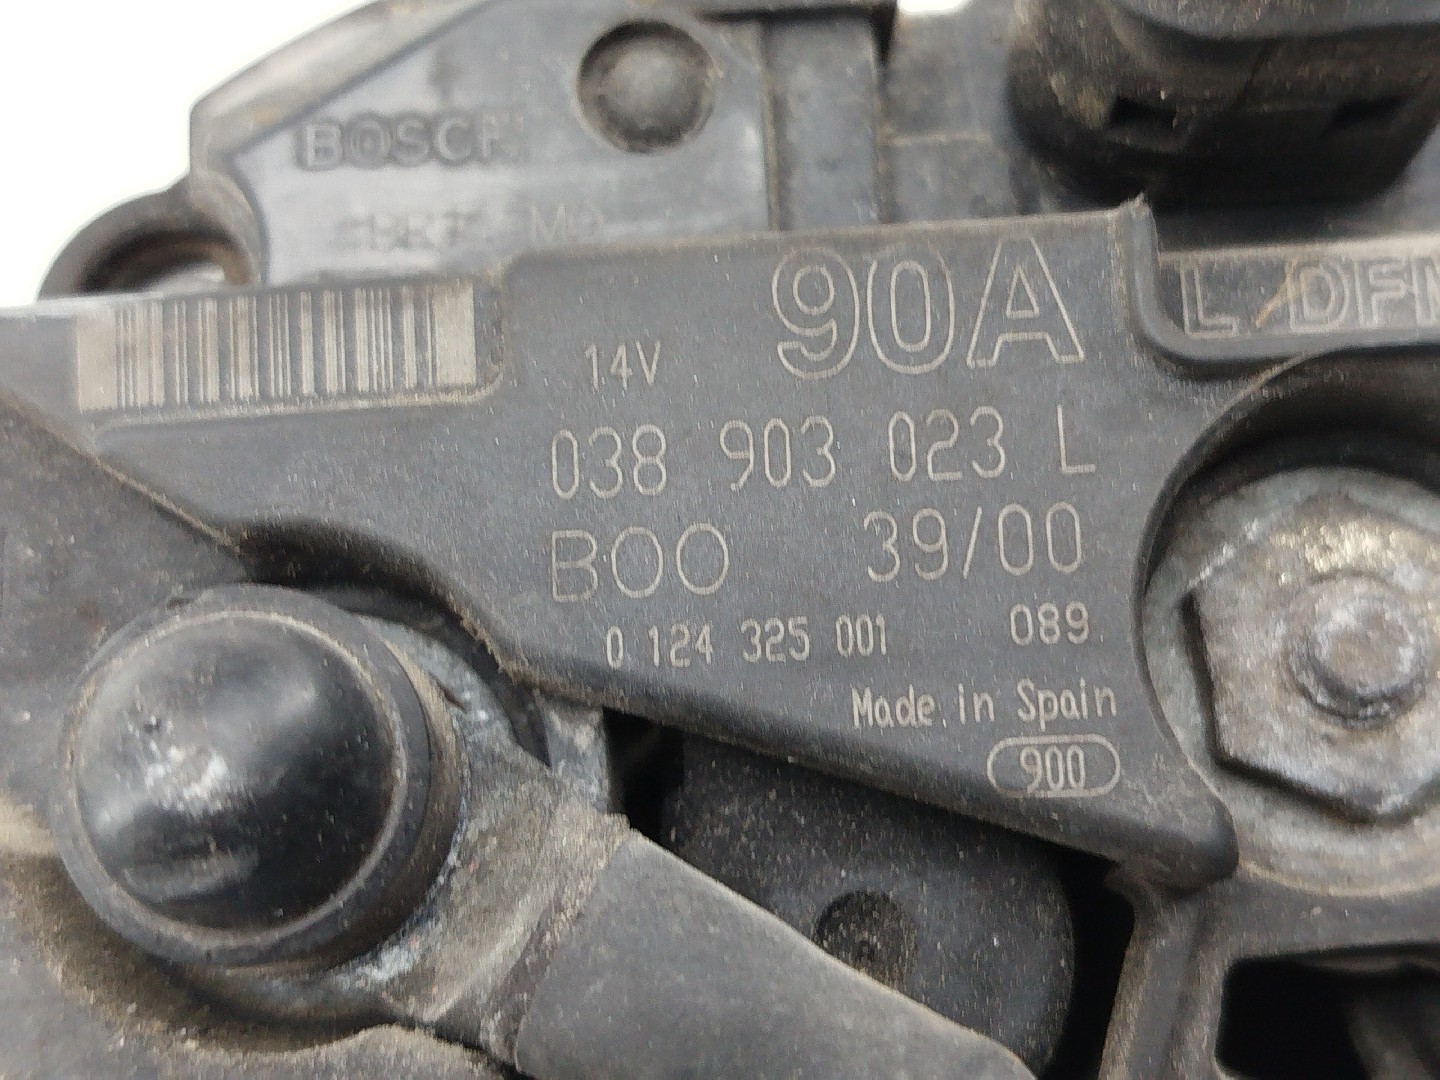 BOSCH
90A
L DFM
14V
038 903 023 L
BOO 39/00
0 124 325 001 089
Made in Spain
900